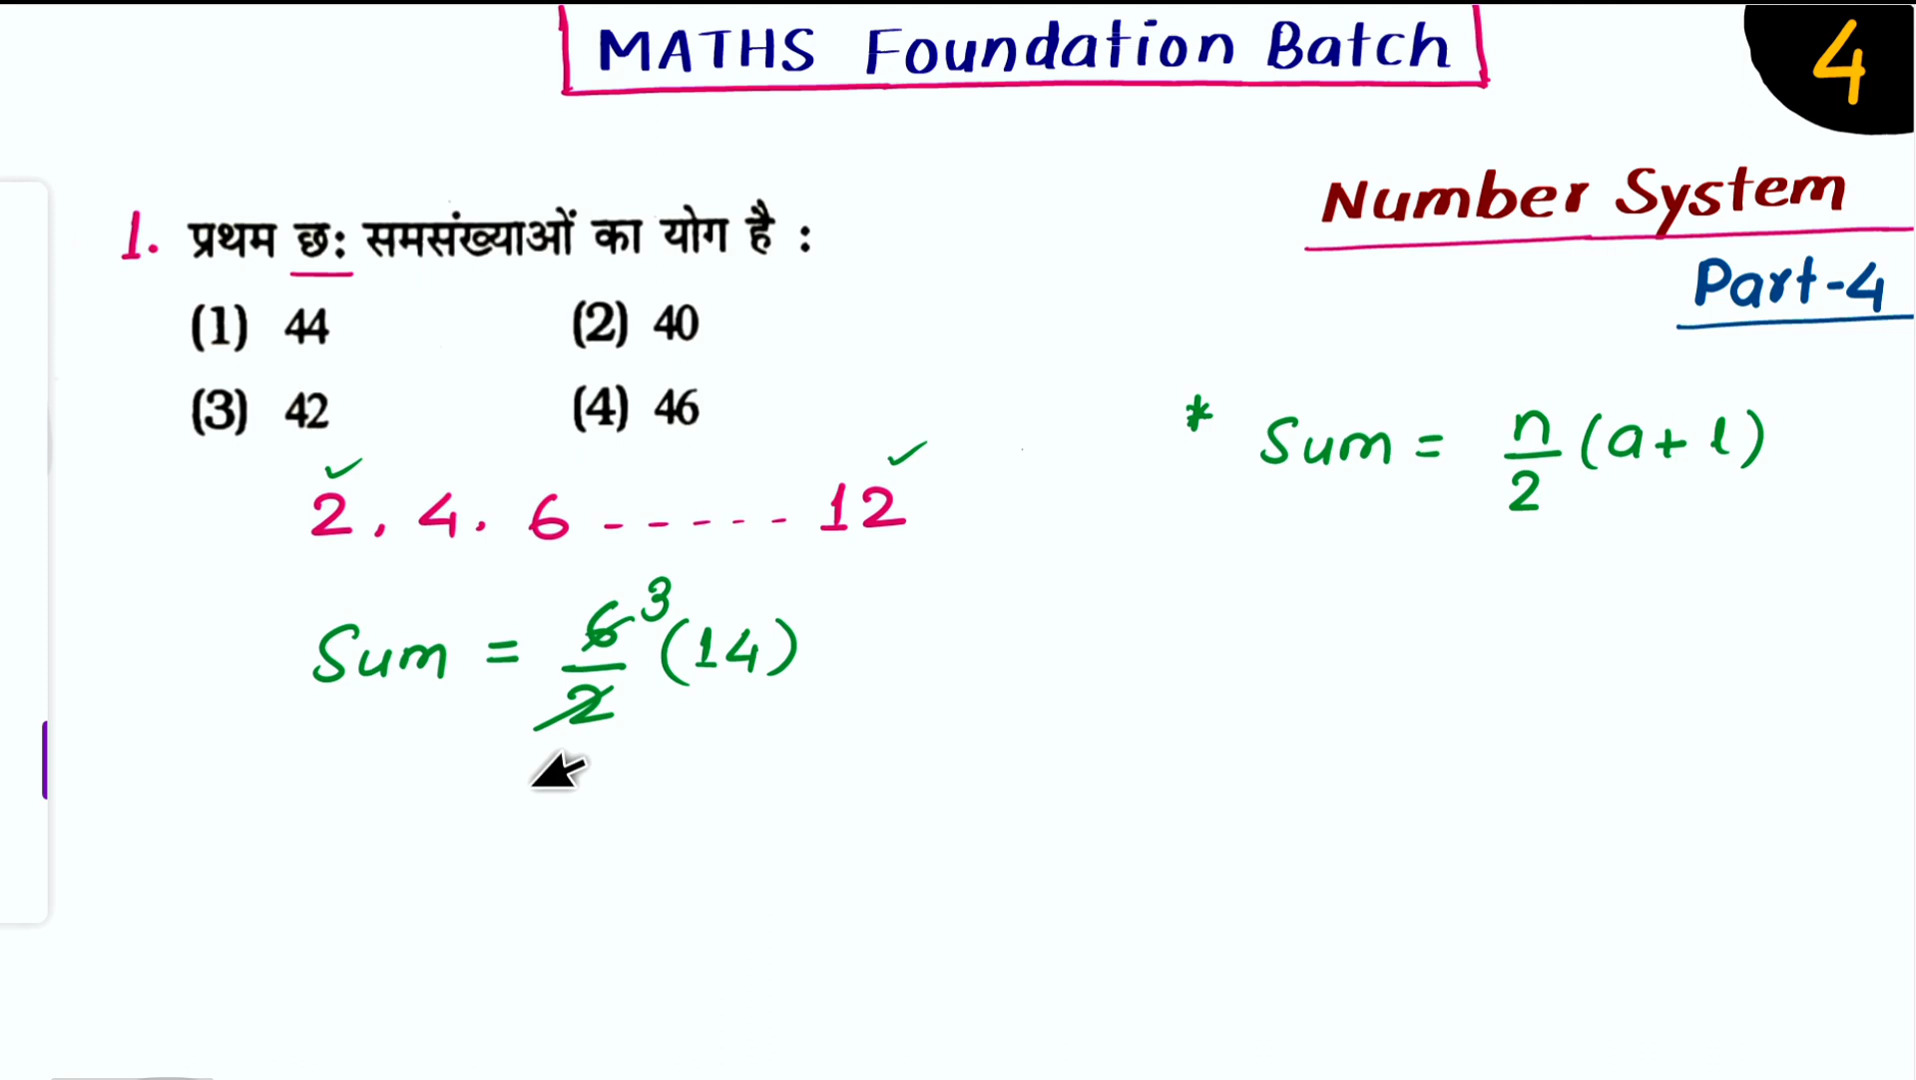 MATHS Foundation Batch
4
Number System
Part-4
1. प्रथम छः समसंख्याओं का योग है :
(1) 44 (2) 40
(3) 42 (4) 46
* Sum = n/2 (a + l)
2, 4, 6 ------ 12
Sum = 6/2 3 (14)